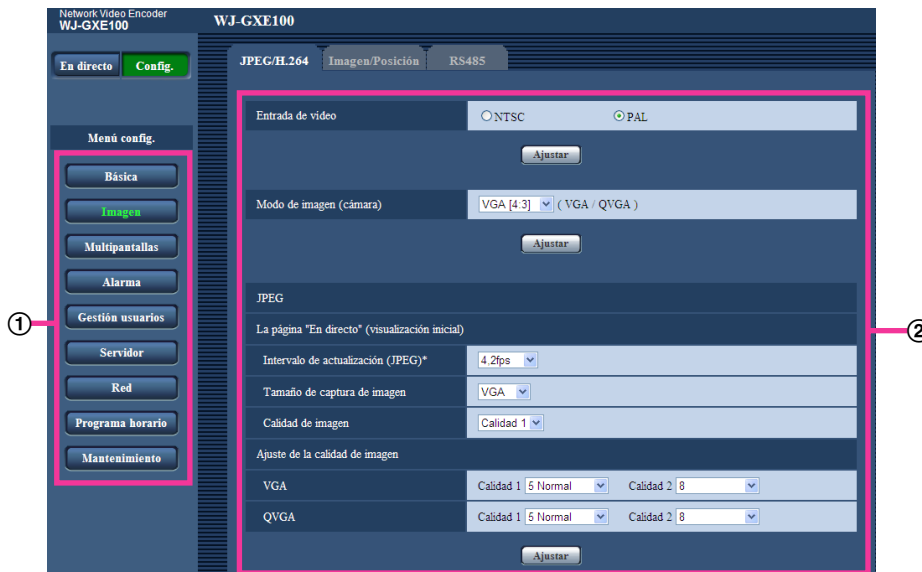 Network Video Encoder
WJ-GXE100
WJ-GXE100
En directo Config.
JPEG/H.264 Imagen/Posición RS485
Menú config.
Básica
Imagen
Multipantallas
Alarma
Gestión usuarios
Servidor
Red
Programa horario
Mantenimiento
①
Entrada de video NTSC PAL
Ajustar
Modo de imagen (cámara) VGA [4:3] ( VGA / QVGA )
Ajustar
JPEG
La página "En directo" (visualización inicial)
Intervalo de actualización (JPEG)* 4.2fps
Tamaño de captura de imagen VGA
Calidad de imagen Calidad 1
Ajuste de la calidad de imagen
VGA Calidad 1 5 Normal Calidad 2 8
QVGA Calidad 1 5 Normal Calidad 2 8
Ajustar
②